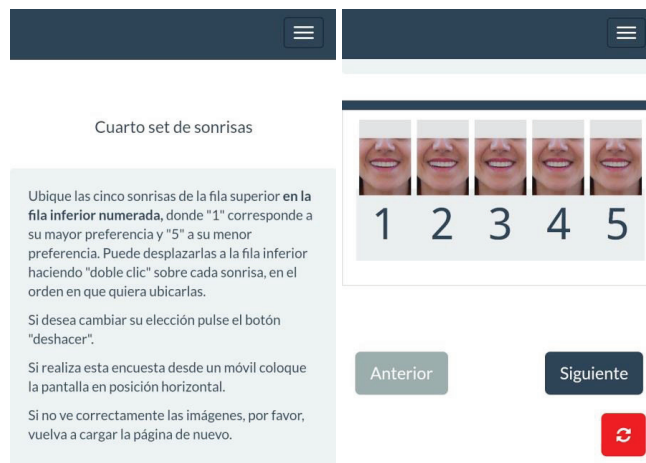 Cuarto set de sonrisas
Ubique las cinco sonrisas de la fila superior en la
fila inferior numerada, donde "1" corresponde a
su mayor preferencia y "5" a su menor
preferencia. Puede desplazarlas a la fila inferior
haciendo "doble clic" sobre cada sonrisa, en el
orden en que quiera ubicarlas.
Si desea cambiar su elección pulse el botón
"deshacer".
Si realiza esta encuesta desde un móvil coloque
la pantalla en posición horizontal.
Si no ve correctamente las imágenes, por favor,
vuelva a cargar la página de nuevo.
1 2 3 4 5
Anterior Siguiente